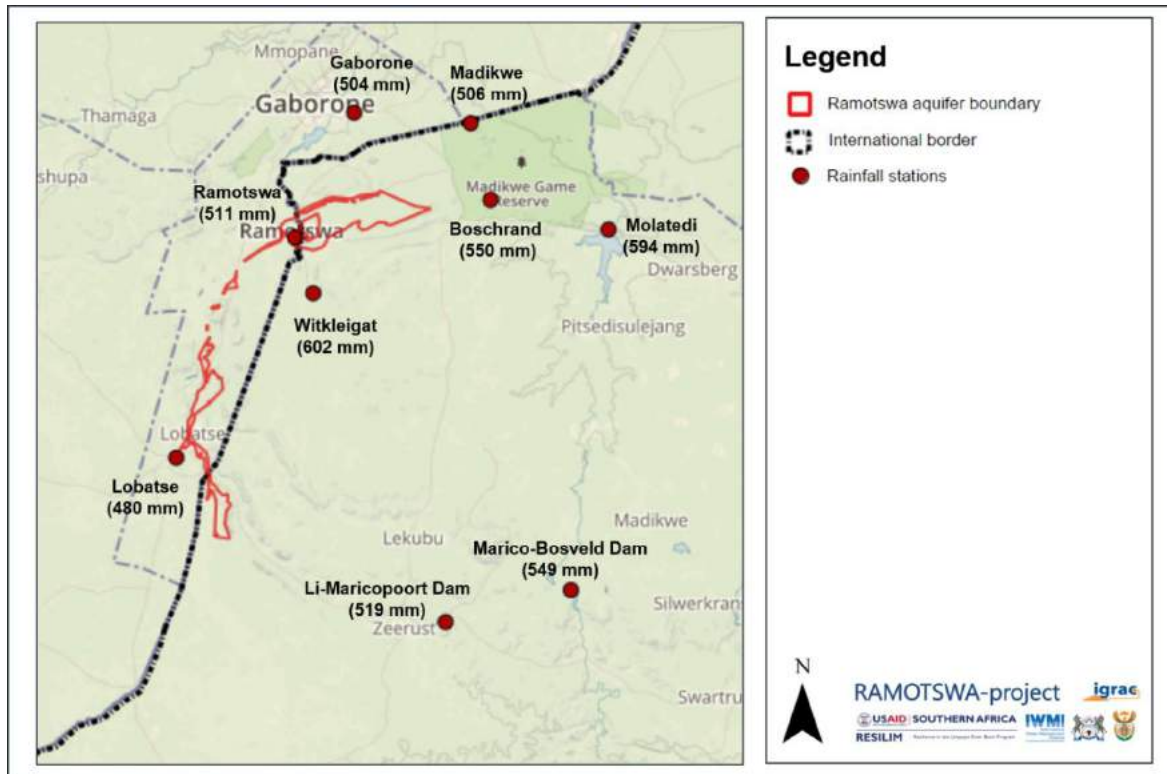 Mmopane
Gaborone
(504 mm)
Gaborone
Madikwe
(506 mm)
Thamaga
shupa
Ramotswa
(511 mm)
Ramotswa
Madikwe Game
Reserve
Boschrand
(550 mm)
Molatedi
(594 mm)
Dwarsberg
Witkleigat
(602 mm)
Pitsedisulejang
Lobatse
Lobatse
(480 mm)
Lekubu
Madikwe
Marico-Bosveld Dam
(549 mm)
Li-Maricopoort Dam
(519 mm)
Zeerust
Silwerkran
Swartru
Legend
Ramotswa aquifer boundary
International border
Rainfall stations
N
RAMOTSWA-project
igrac
USAID SOUTHERN AFRICA
RESILIM
IWMI